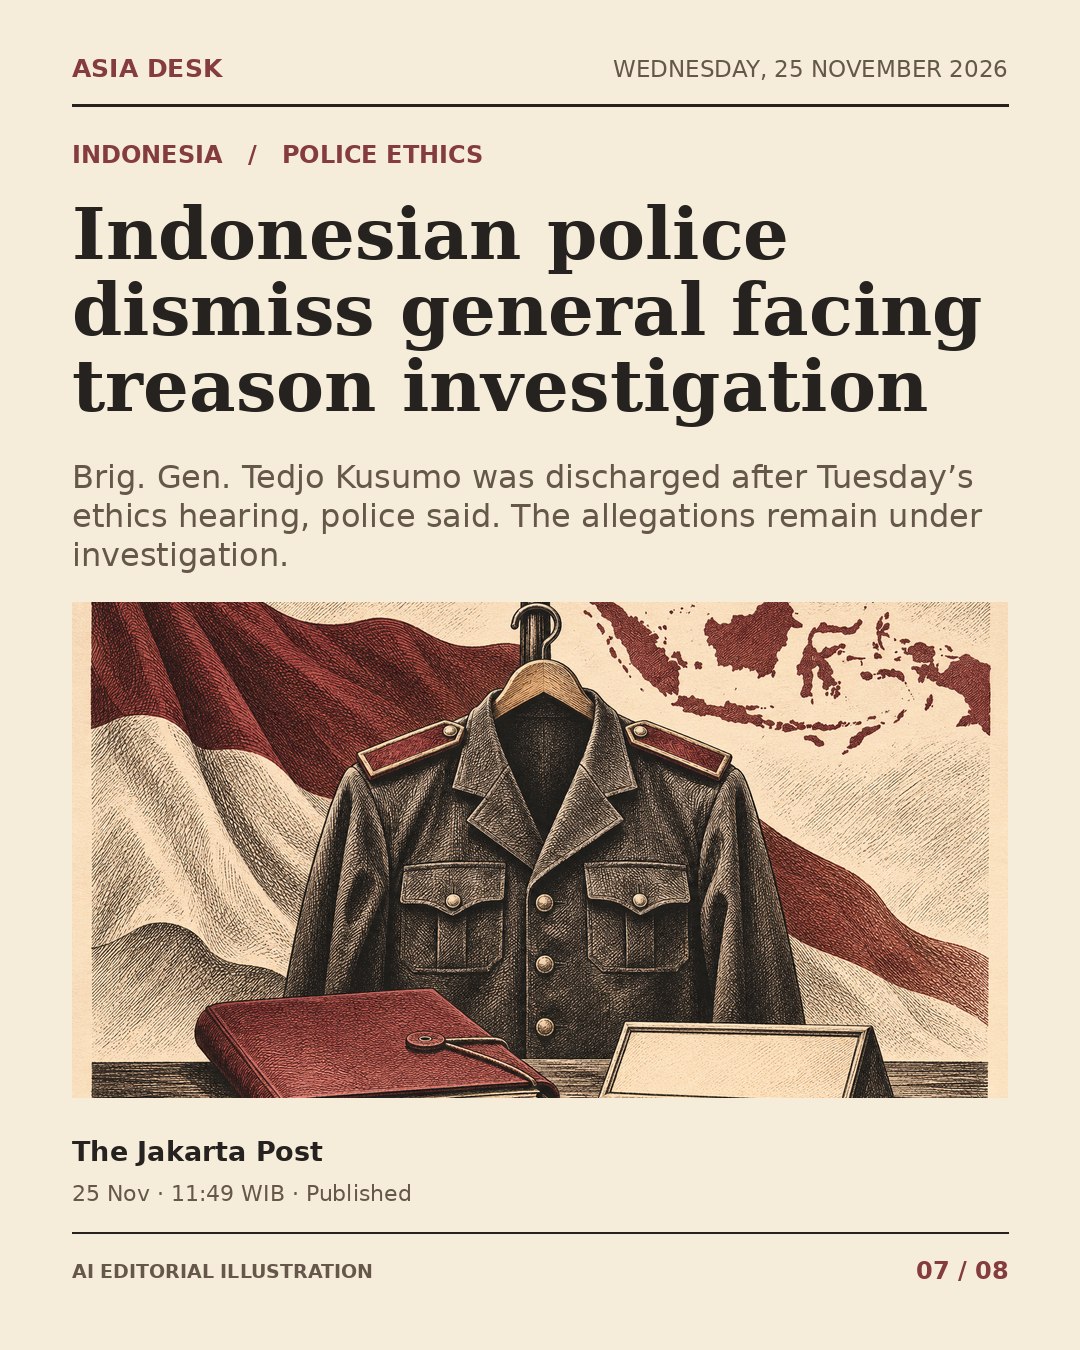 ASIA DESK
WEDNESDAY, 25 NOVEMBER 2026
INDONESIA / POLICE ETHICS
Indonesian police
dismiss general facing
treason investigation
Brig. Gen. Tedjo Kusumo was discharged after Tuesday’s
ethics hearing, police said. The allegations remain under
investigation.
The Jakarta Post
25 Nov · 11:49 WIB · Published
AI EDITORIAL ILLUSTRATION
07 / 08